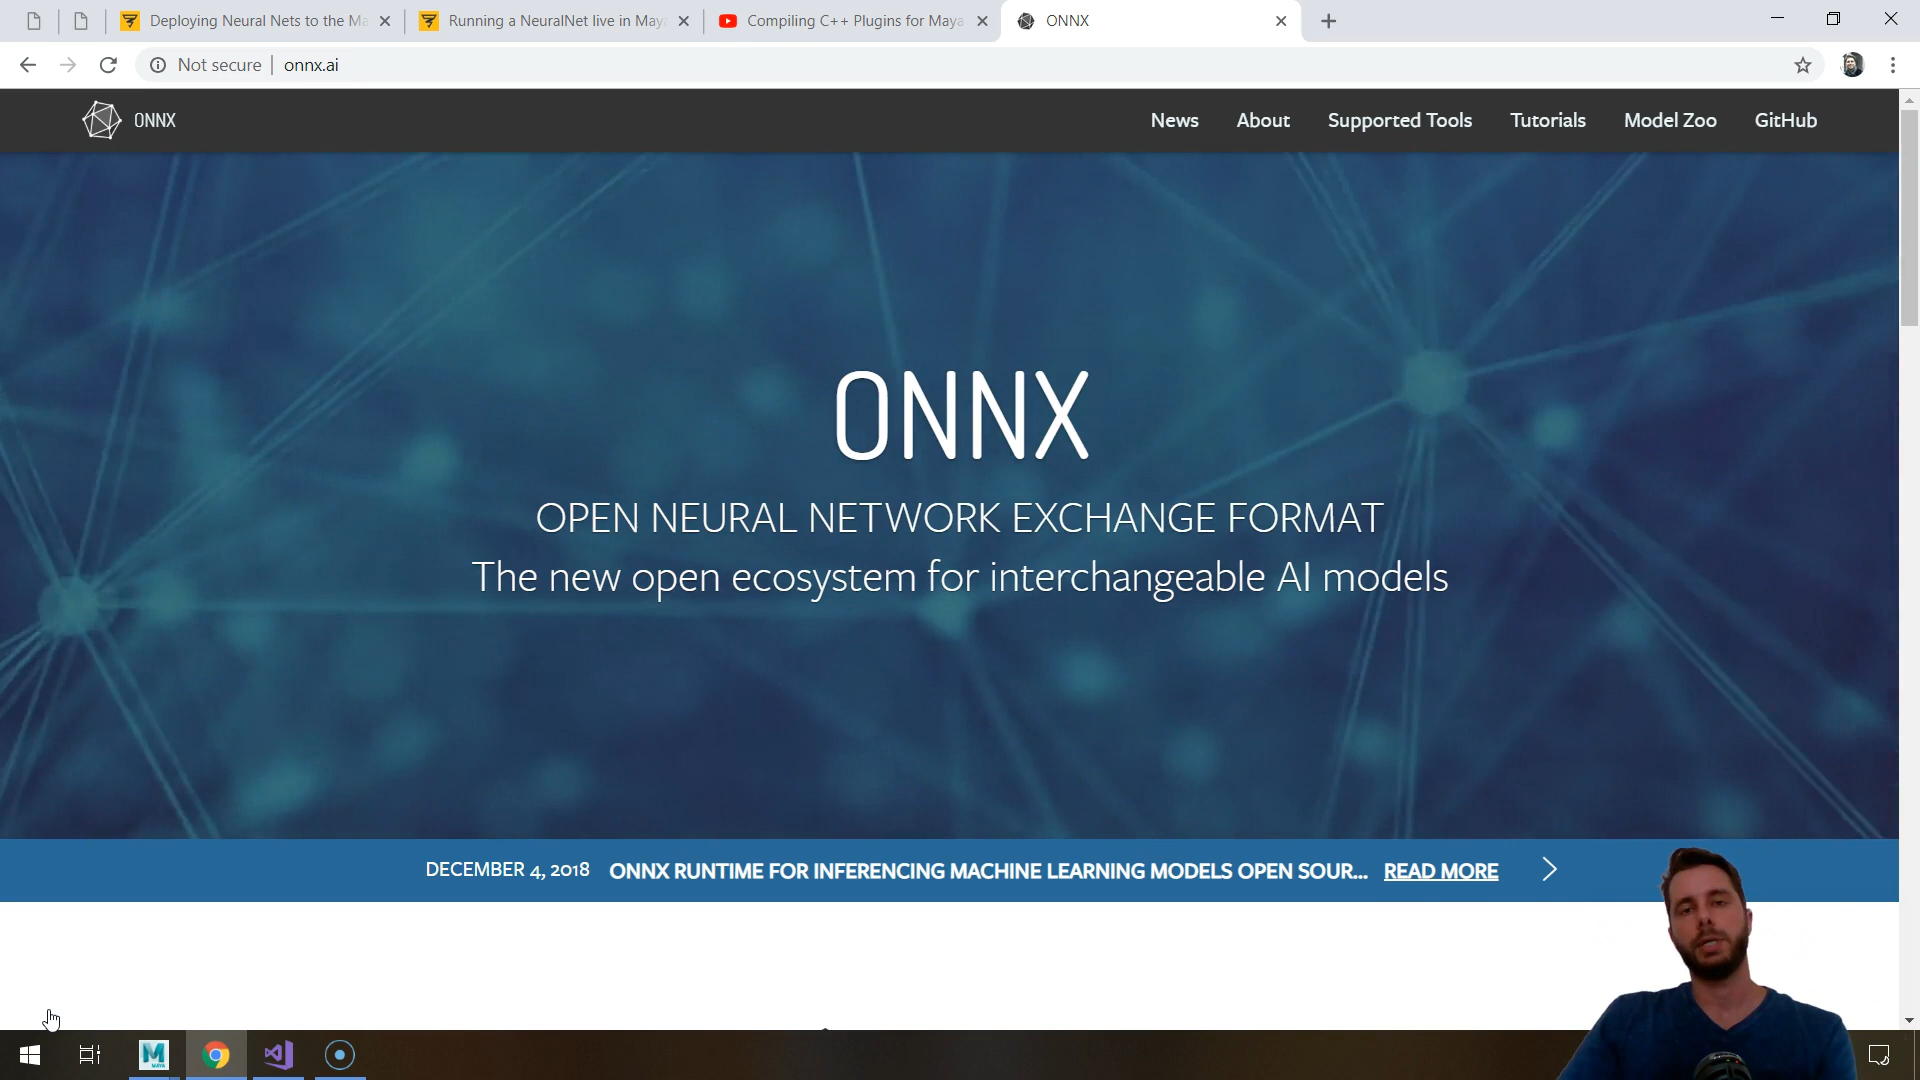 Deploying Neural Nets to the Ma
Running a NeuralNet live in May
Compiling C++ Plugins for Maya
ONNX
Not secure
onnx.ai
ONNX
News
About
Supported Tools
Tutorials
Model Zoo
GitHub
ONNX
OPEN NEURAL NETWORK EXCHANGE FORMAT
The new open ecosystem for interchangeable AI models
DECEMBER 4, 2018 ONNX RUNTIME FOR INFERENCING MACHINE LEARNING MODELS OPEN SOUR... READ MORE
M
MAYA